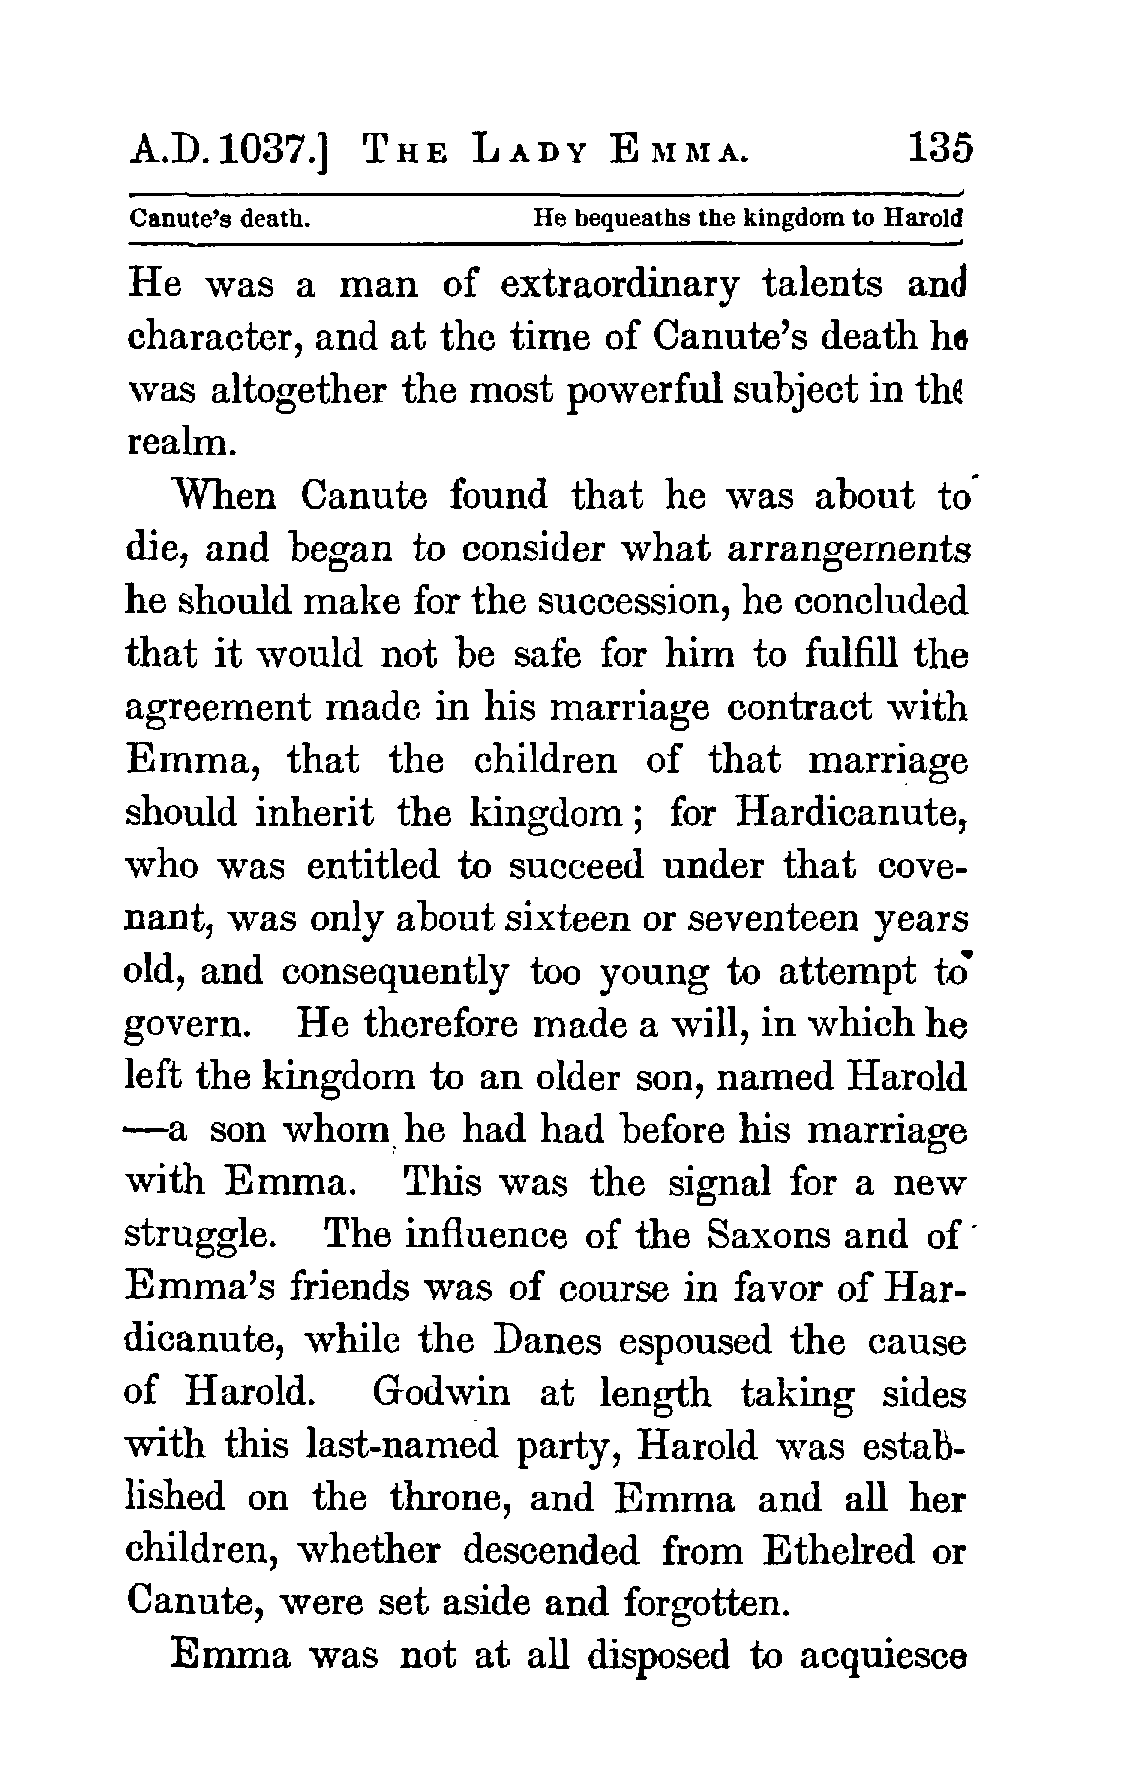 A.D. 1037.] THE LADY EMMA. 135
Canute's death. He bequeaths the kingdom to Harold
He was a man of extraordinary talents and
character, and at the time of Canute's death he
was altogether the most powerful subject in the
realm.
When Canute found that he was about to
die, and began to consider what arrangements
he should make for the succession, he concluded
that it would not be safe for him to fulfill the
agreement made in his marriage contract with
Emma, that the children of that marriage
should inherit the kingdom; for Hardicanute,
who was entitled to succeed under that cove-
nant, was only about sixteen or seventeen years
old, and consequently too young to attempt to
govern. He therefore made a will, in which he
left the kingdom to an older son, named Harold
—a son whom he had had before his marriage
with Emma. This was the signal for a new
struggle. The influence of the Saxons and of
Emma's friends was of course in favor of Har-
dicanute, while the Danes espoused the cause
of Harold. Godwin at length taking sides
with this last-named party, Harold was estab-
lished on the throne, and Emma and all her
children, whether descended from Ethelred or
Canute, were set aside and forgotten.
Emma was not at all disposed to acquiesce